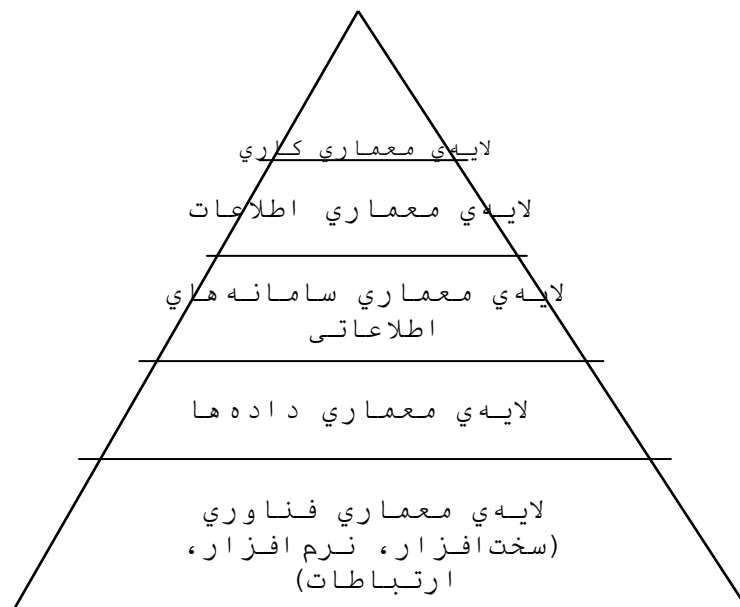 لايه‌ي معماري كاري
لايه‌ي معماري اطلاعات
لايه‌ي معماري سامانه‌هاي
اطلاعاتی
لايه‌ي معماري داده‌ها
لايه‌ي معماري فناوري
(سخت‌افزار، نرم‌افزار،
ارتباطات)